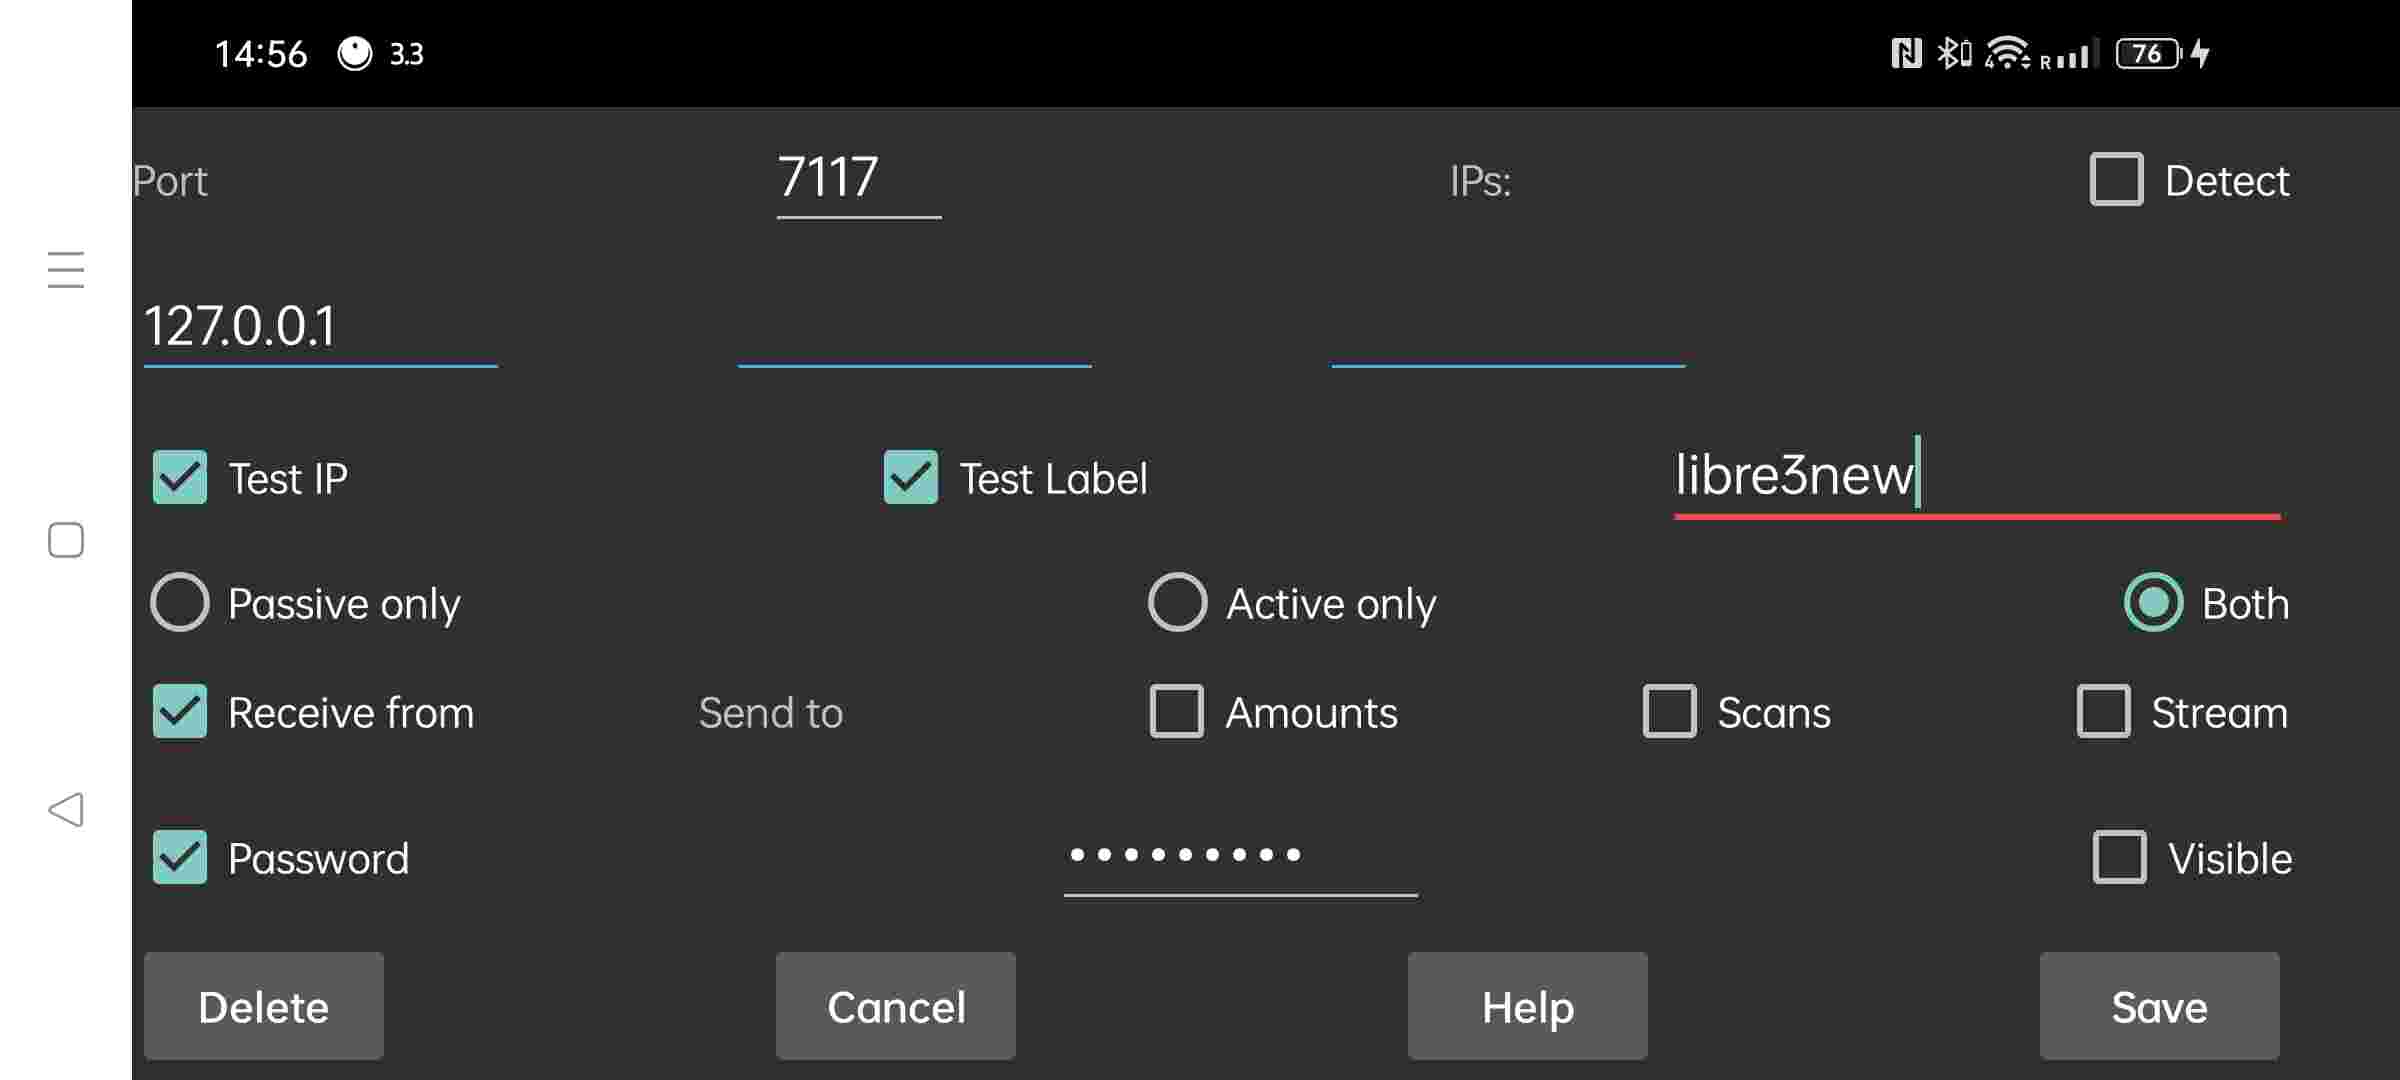 14:56 3.3 4 R 76
Port 7117 IPs: Detect
127.0.0.1
Test IP Test Label libre3new
Passive only Active only Both
Receive from Send to Amounts Scans Stream
Password ••••••••• Visible
Delete Cancel Help Save